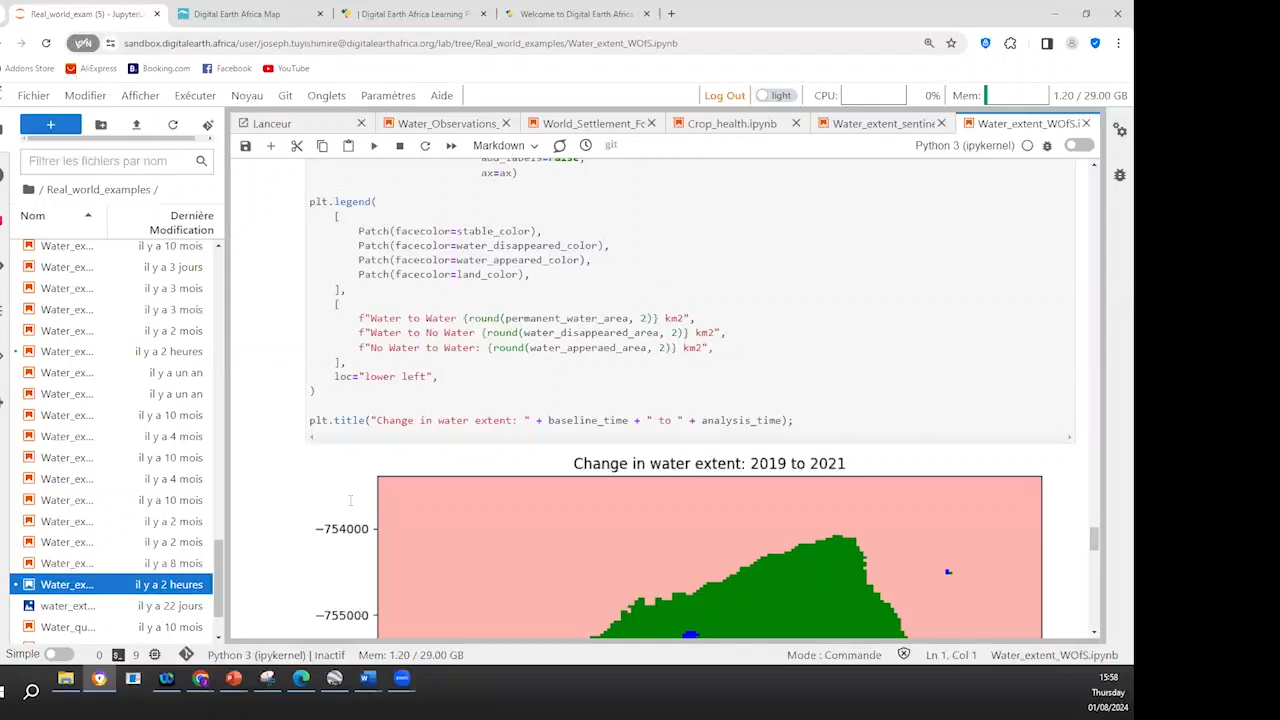 Real_world_exam (5) - JupyterL
Digital Earth Africa Map
| Digital Earth Africa Learning P
Welcome to Digital Earth Africa
VPN
sandbox.digitalearth.africa/user/joseph.tuyishimire@digitalearthafrica.org/lab/tree/Real_world_examples/Water_extent_WOfS.ipynb
Addons Store
AliExpress
Booking.com
Facebook
YouTube
Fichier
Modifier
Afficher
Exécuter
Noyau
Git
Onglets
Paramètres
Aide
Log Out
light
CPU:
0%
Mem:
1.20 / 29.00 GB
Lanceur
Water_Observations_
World_Settlement_Fo
Crop_health.ipynb
Water_extent_sentine
Water_extent_WOfS.i
Markdown
git
Python 3 (ipykernel)
Filtrer les fichiers par nom
/ Real_world_examples /
Nom
Dernière Modification
Water_ex... il y a 10 mois
Water_ex... il y a 3 jours
Water_ex... il y a 3 mois
Water_ex... il y a 3 mois
Water_ex... il y a 2 mois
Water_ex... il y a 2 heures
Water_ex... il y a un an
Water_ex... il y a un an
Water_ex... il y a 10 mois
Water_ex... il y a 4 mois
Water_ex... il y a 10 mois
Water_ex... il y a 4 mois
Water_ex... il y a 10 mois
Water_ex... il y a 2 mois
Water_ex... il y a 2 mois
Water_ex... il y a 8 mois
Water_ex... il y a 2 heures
water_ext... il y a 22 jours
Water_qu... il y a 10 mois
add_labels=False,
ax=ax)
plt.legend(
[
Patch(facecolor=stable_color),
Patch(facecolor=water_disappeared_color),
Patch(facecolor=water_appeared_color),
Patch(facecolor=land_color),
],
[
f"Water to Water {round(permanent_water_area, 2)} km2",
f"Water to No Water {round(water_disappeared_area, 2)} km2",
f"No Water to Water: {round(water_apperaed_area, 2)} km2",
],
loc="lower left",
)
plt.title("Change in water extent: " + baseline_time + " to " + analysis_time);
Change in water extent: 2019 to 2021
−754000
−755000
Simple
0
9
Python 3 (ipykernel) | Inactif
Mem: 1.20 / 29.00 GB
Mode : Commande
Ln 1, Col 1
Water_extent_WOfS.ipynb
15:58
Thursday
01/08/2024